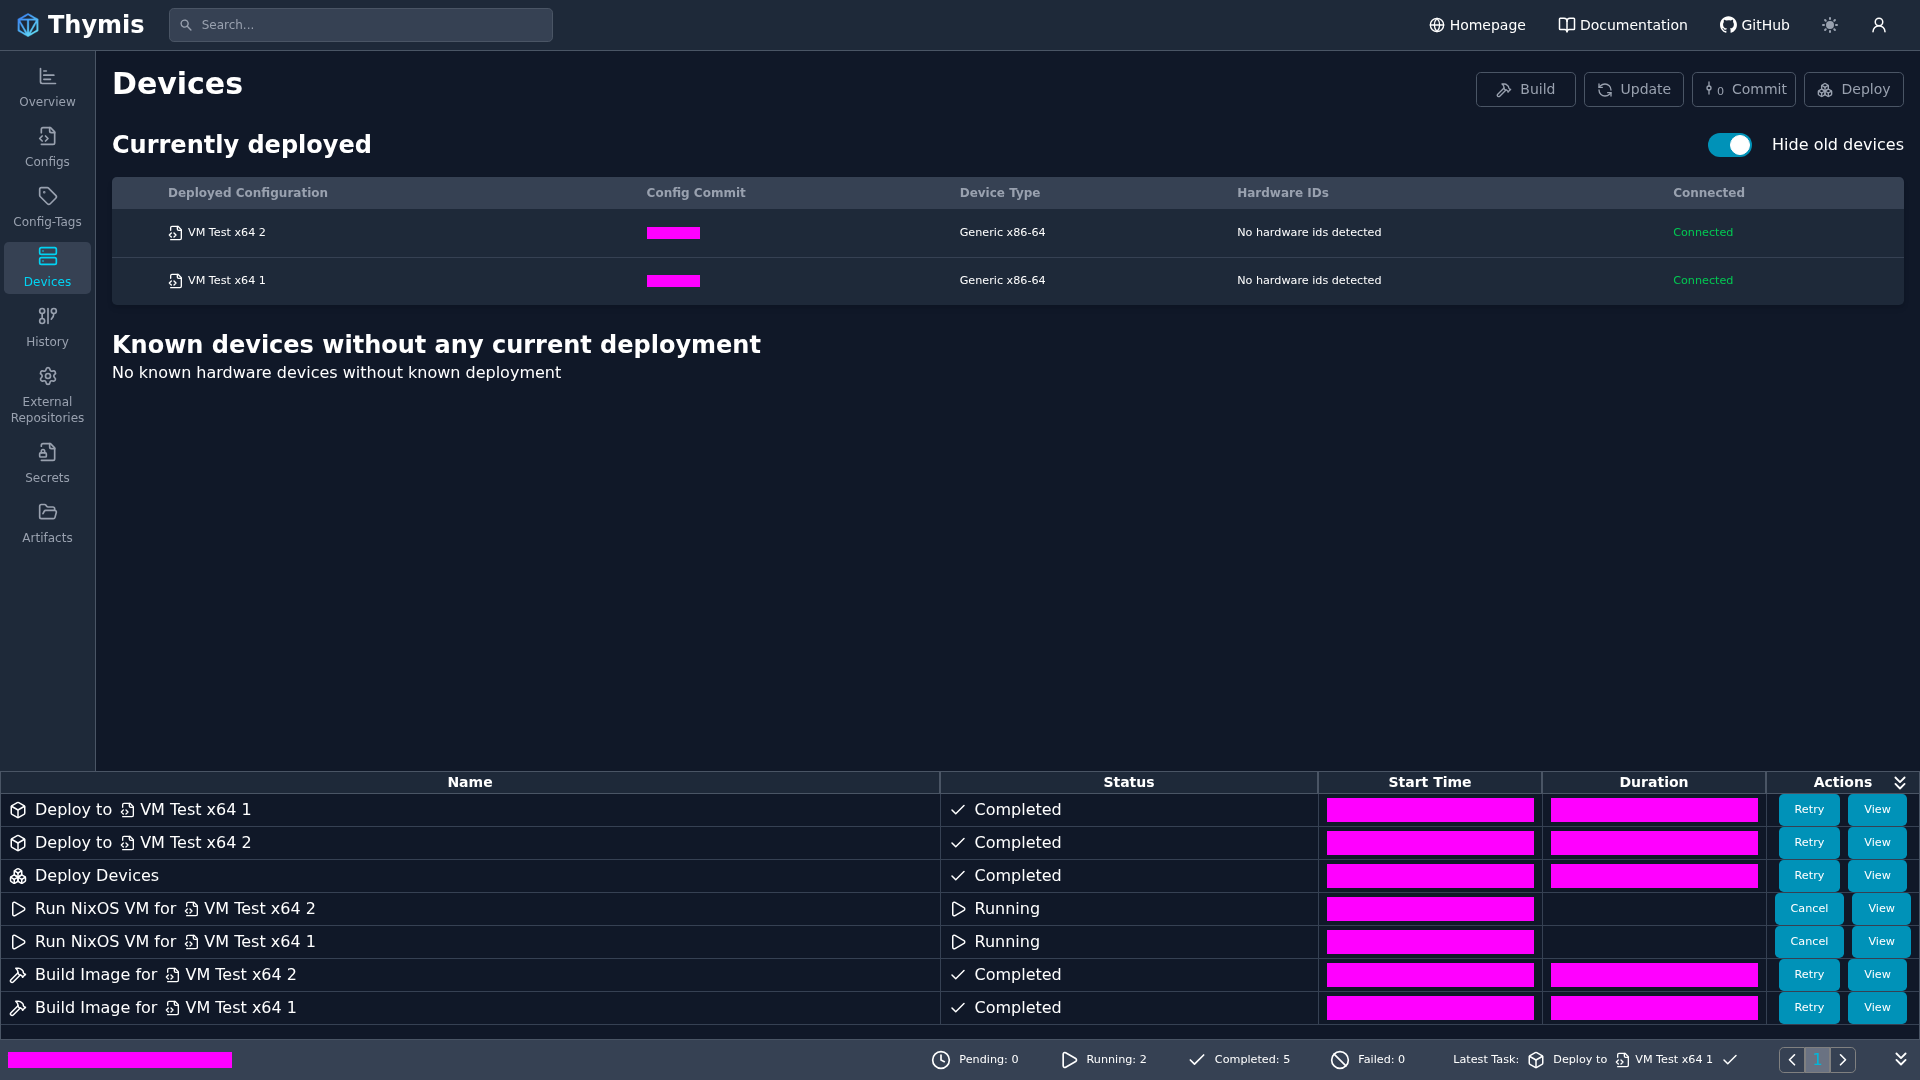 Thymis
Search...
Homepage
Documentation
GitHub
Overview
Configs
Config-Tags
Devices
History
External
Repositories
Secrets
Artifacts
Devices
Build
Update
0 Commit
Deploy
Currently deployed
Hide old devices
Deployed Configuration Config Commit Device Type Hardware IDs Connected
VM Test x64 2 Generic x86-64 No hardware ids detected Connected
VM Test x64 1 Generic x86-64 No hardware ids detected Connected
Known devices without any current deployment
No known hardware devices without known deployment
Name Status Start Time Duration Actions
Deploy to VM Test x64 1 Completed Retry View
Deploy to VM Test x64 2 Completed Retry View
Deploy Devices Completed Retry View
Run NixOS VM for VM Test x64 2 Running Cancel View
Run NixOS VM for VM Test x64 1 Running Cancel View
Build Image for VM Test x64 2 Completed Retry View
Build Image for VM Test x64 1 Completed Retry View
Pending: 0 Running: 2 Completed: 5 Failed: 0 Latest Task: Deploy to VM Test x64 1 1